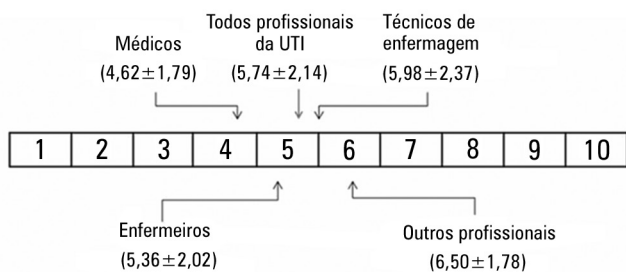 Médicos
(4,62±1,79)
Todos profissionais
da UTI
(5,74±2,14)
Técnicos de
enfermagem
(5,98±2,37)
1 2 3 4 5 6 7 8 9 10
Enfermeiros
(5,36±2,02)
Outros profissionais
(6,50±1,78)